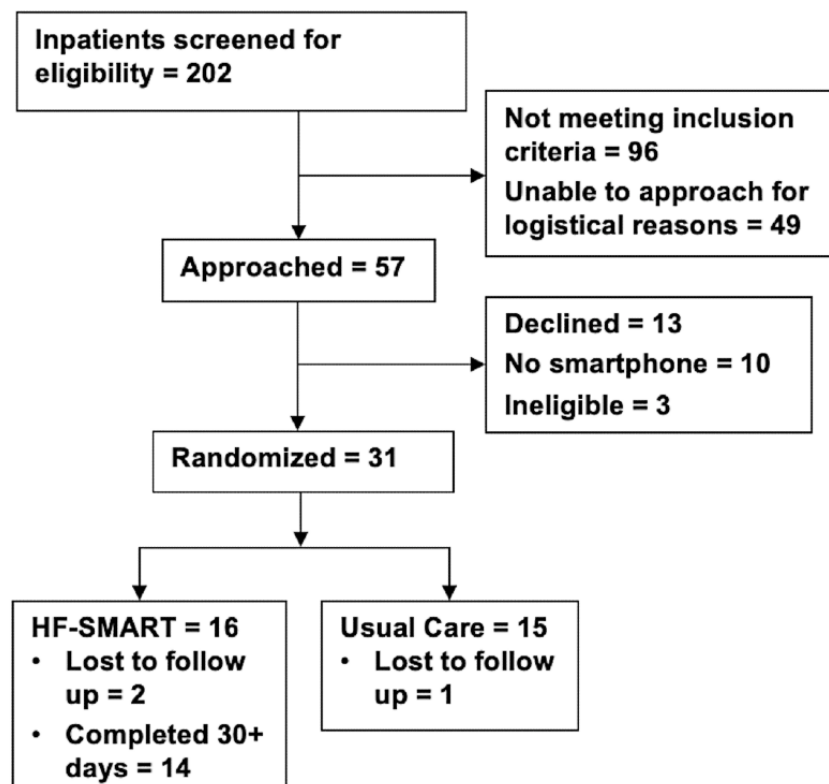 Inpatients screened for
eligibility = 202
Not meeting inclusion
criteria = 96
Unable to approach for
logistical reasons = 49
Approached = 57
Declined = 13
No smartphone = 10
Ineligible = 3
Randomized = 31
HF-SMART = 16
• Lost to follow
up = 2
• Completed 30+
days = 14
Usual Care = 15
• Lost to follow
up = 1